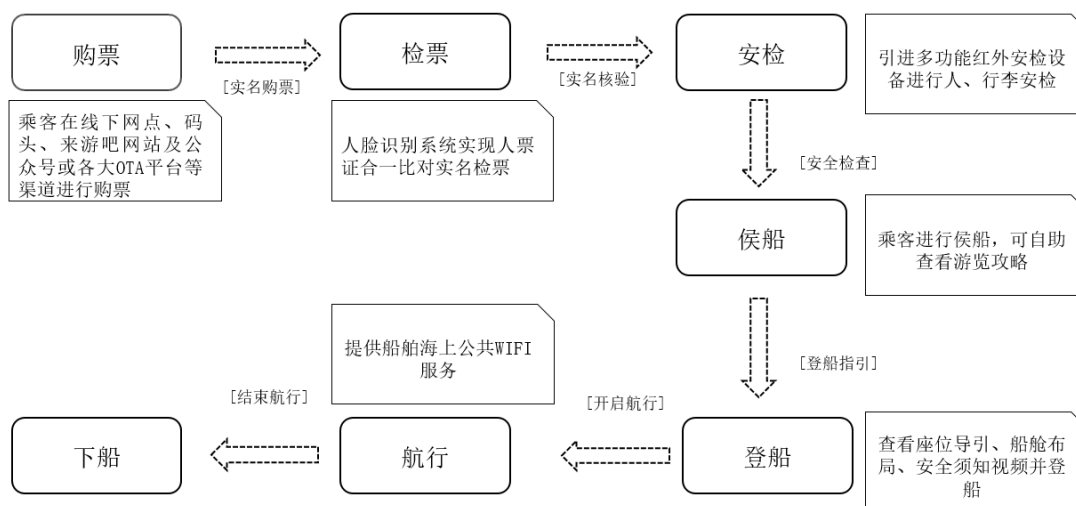 购票
[实名购票]
检票
[实名核验]
安检
引进多功能红外安检设
备进行人、行李安检
乘客在线下网点、码
头、来游吧网站及公
众号或各大OTA平台等
渠道进行购票
人脸识别系统实现人票
证合一比对实名检票
[安全检查]
侯船
乘客进行侯船，可自助
查看游览攻略
[登船指引]
提供船舶海上公共WIFI
服务
登船
查看座位导引、船舱布
局、安全须知视频并登
船
[开启航行]
航行
[结束航行]
下船